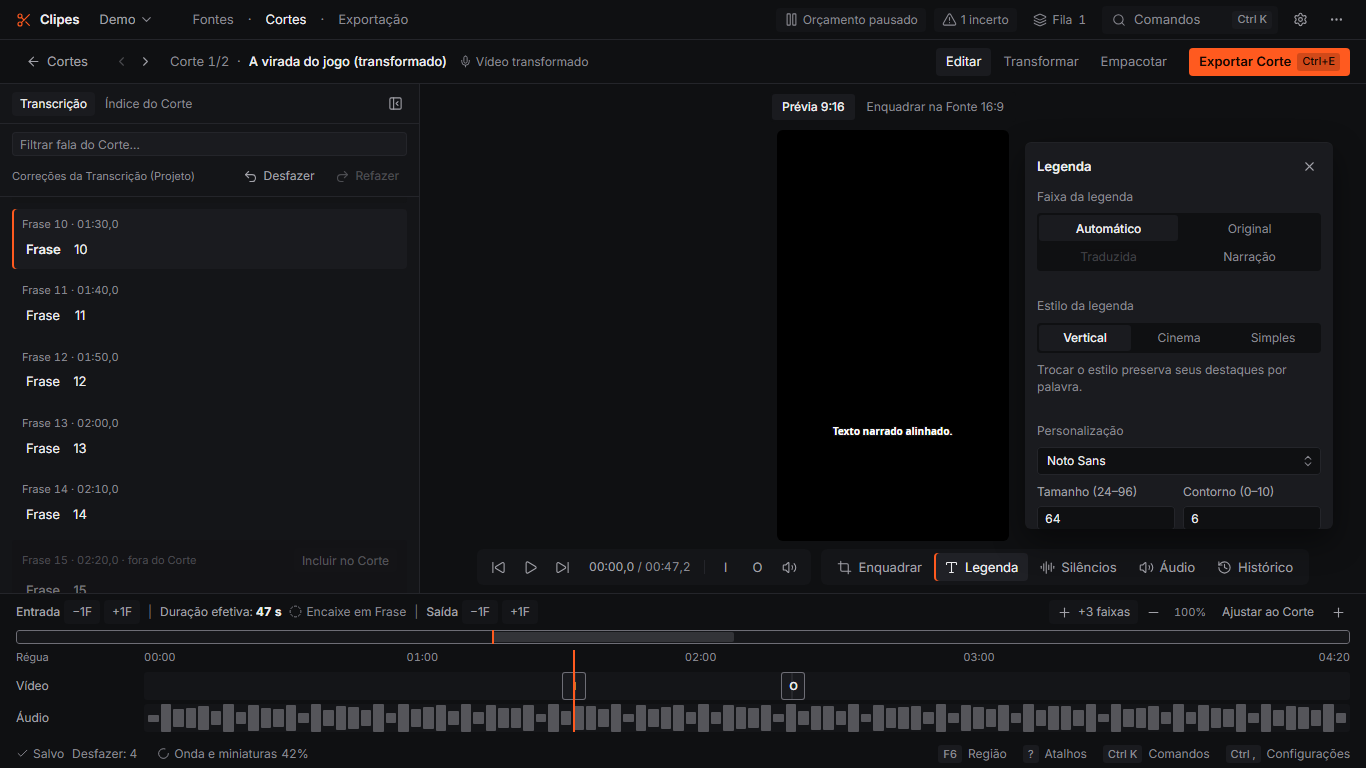 Clipes Demo Fontes · Cortes · Exportação Orçamento pausado 1 incerto Fila 1 Comandos Ctrl K
Cortes Corte 1/2 · A virada do jogo (transformado) Vídeo transformado Editar Transformar Empacotar Exportar Corte Ctrl+E
Transcrição Índice do Corte
Filtrar fala do Corte...
Correções da Transcrição (Projeto) Desfazer Refazer
Frase 10 · 01:30,0
Frase 10
Frase 11 · 01:40,0
Frase 11
Frase 12 · 01:50,0
Frase 12
Frase 13 · 02:00,0
Frase 13
Frase 14 · 02:10,0
Frase 14
Frase 15 · 02:20,0 · fora do Corte Incluir no Corte
Frase 15
Prévia 9:16 Enquadrar na Fonte 16:9
Texto narrado alinhado.
Legenda
Faixa da legenda
Automático Original
Traduzida Narração
Estilo da legenda
Vertical Cinema Simples
Trocar o estilo preserva seus destaques por
palavra.
Personalização
Noto Sans
Tamanho (24–96) Contorno (0–10)
64 6
00:00,0 / 00:47,2 I O Enquadrar Legenda Silêncios Áudio Histórico
Entrada −1F +1F Duração efetiva: 47 s Encaixe em Frase Saída −1F +1F +3 faixas 100% Ajustar ao Corte
Régua 00:00 01:00 02:00 03:00 04:20
Vídeo I O
Áudio
Salvo Desfazer: 4 Onda e miniaturas 42% F6 Região ? Atalhos Ctrl K Comandos Ctrl , Configurações